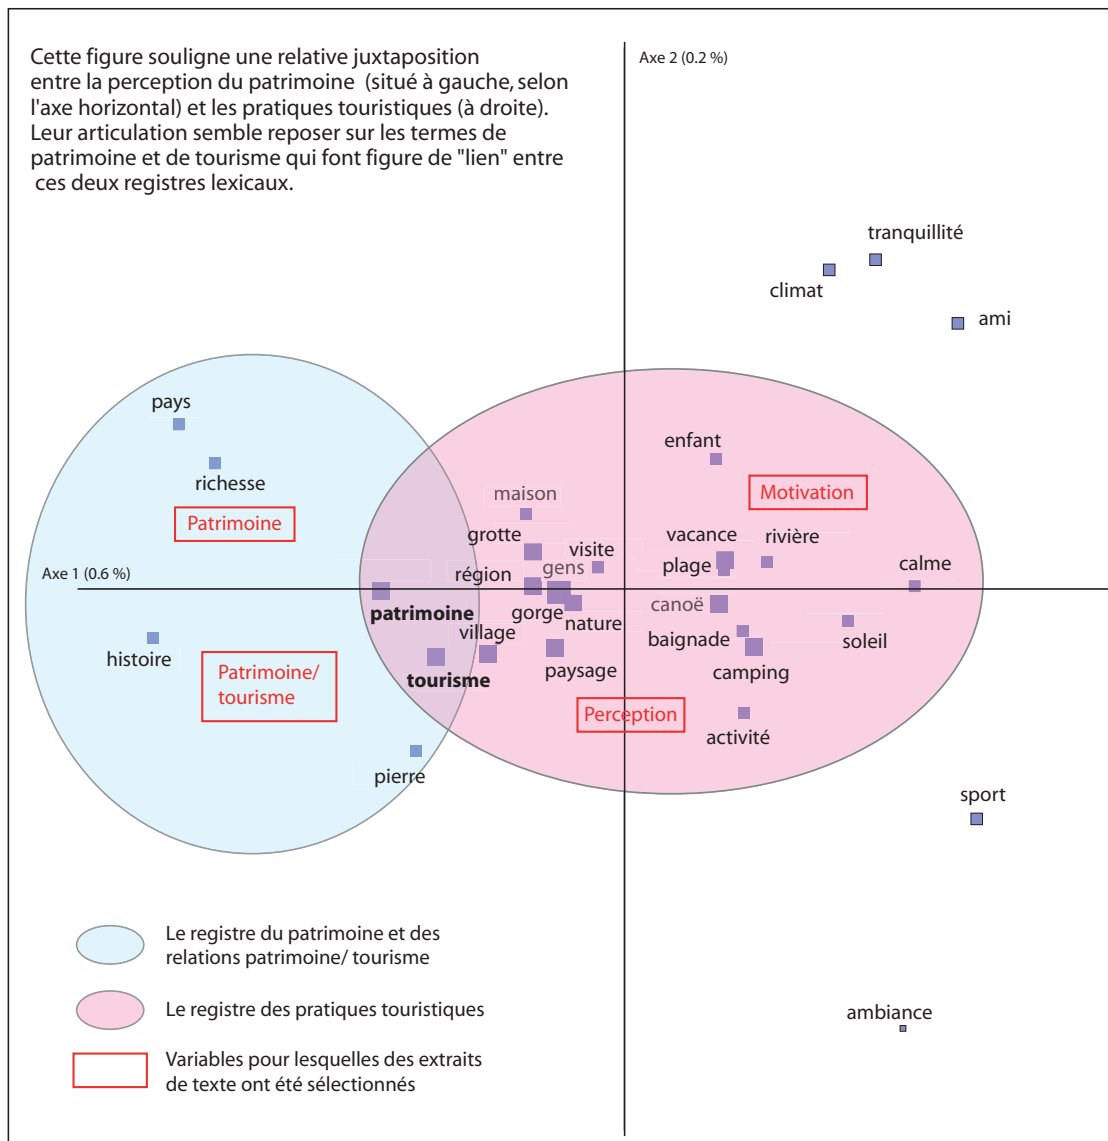 Cette figure souligne une relative juxtaposition
entre la perception du patrimoine (situé à gauche, selon
l'axe horizontal) et les pratiques touristiques (à droite).
Leur articulation semble reposer sur les termes de
patrimoine et de tourisme qui font figure de "lien" entre
ces deux registres lexicaux.
Axe 2 (0.2 %)
tranquillité
climat
ami
pays
richesse
Patrimoine
enfant
Motivation
maison
grotte
visite
gens
région
vacance
rivière
plage
calme
Axe 1 (0.6 %)
patrimoine
gorge
nature
canoë
village
baignade
soleil
histoire
Patrimoine/
tourisme
tourisme
paysage
camping
Perception
activité
pierre
sport
ambiance
Le registre du patrimoine et des
relations patrimoine/ tourisme
Le registre des pratiques touristiques
Variables pour lesquelles des extraits
de texte ont été sélectionnés